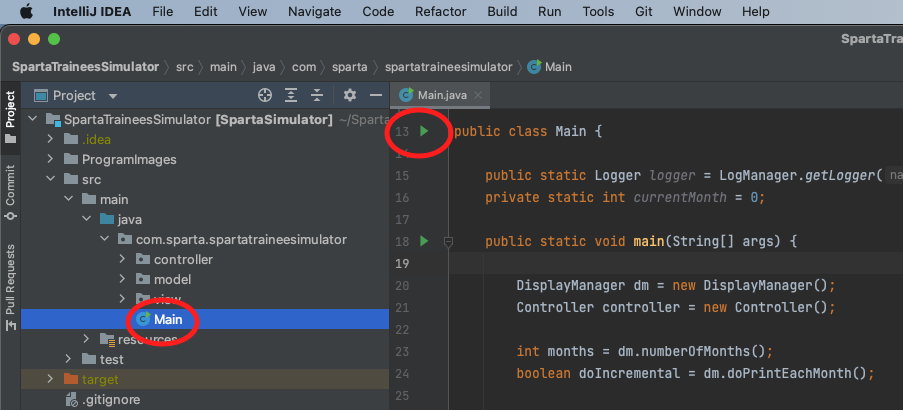 IntelliJ IDEA File Edit View Navigate Code Refactor Build Run Tools Git Window Help
SpartaTra
SpartaTraineesSimulator src main java com sparta spartatraineesimulator Main
Project
Commit
Pull Requests
Project
SpartaTraineesSimulator [SpartaSimulator] ~/Sparta
.idea
ProgramImages
src
main
java
com.sparta.spartatraineesimulator
controller
model
view
Main
resources
test
target
.gitignore
Main.java
13 public class Main {
14
15 public static Logger logger = LogManager.getLogger( na
16 private static int currentMonth = 0;
17
18 public static void main(String[] args) {
19
20 DisplayManager dm = new DisplayManager();
21 Controller controller = new Controller();
22
23 int months = dm.numberOfMonths();
24 boolean doIncremental = dm.doPrintEachMonth();
25